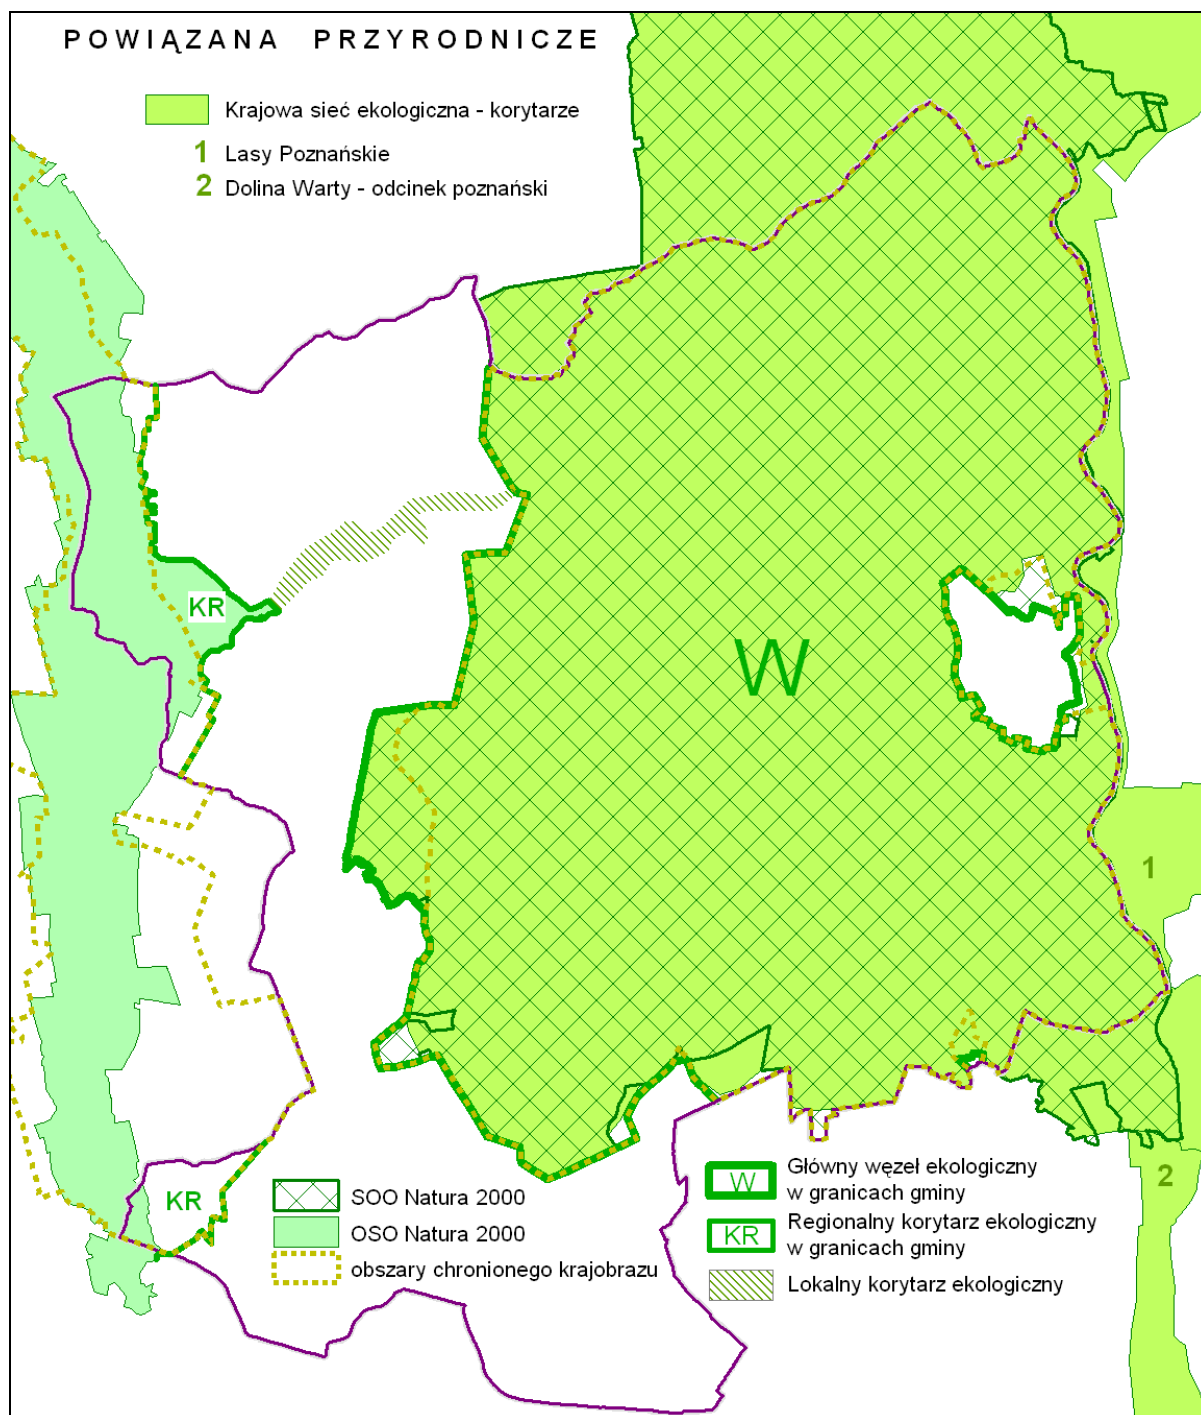 POWIĄZANA PRZYRODNICZE
Krajowa sieć ekologiczna - korytarze
1 Lasy Poznańskie
2 Dolina Warty - odcinek poznański
KR
W
1
KR
2
SOO Natura 2000
OSO Natura 2000
obszary chronionego krajobrazu
W Główny węzeł ekologiczny
w granicach gminy
KR Regionalny korytarz ekologiczny
w granicach gminy
Lokalny korytarz ekologiczny